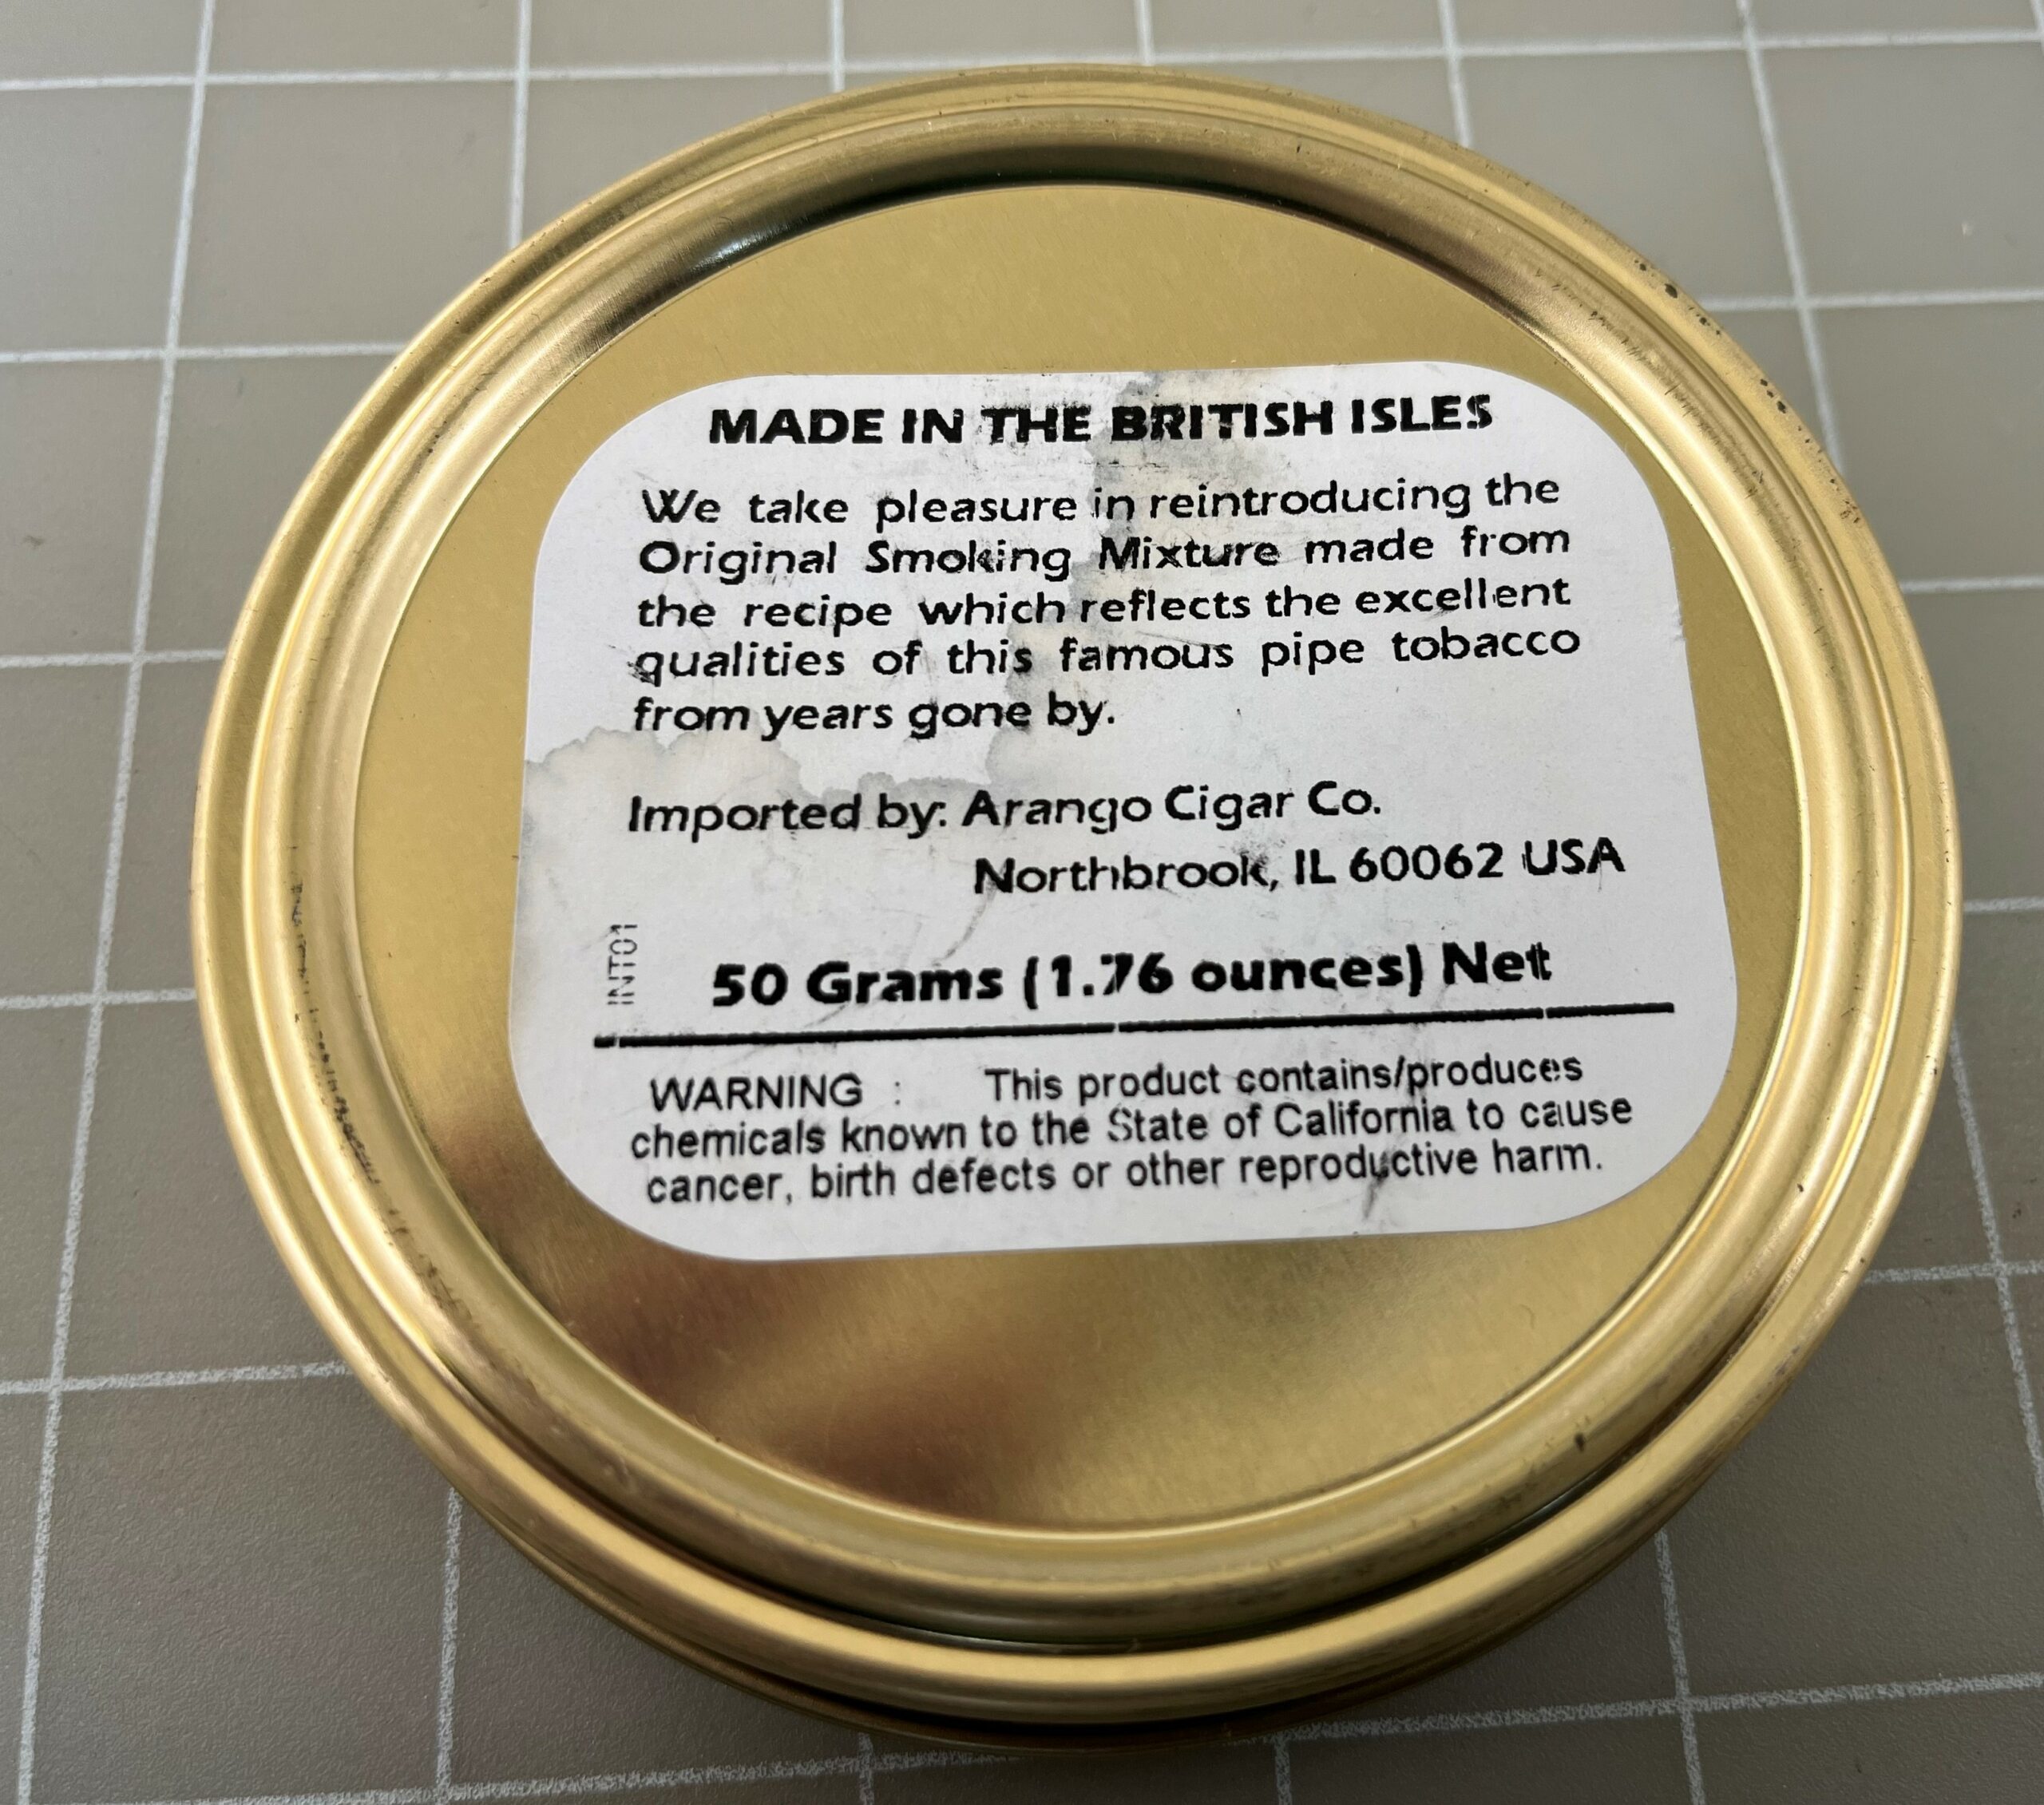 MADE IN THE BRITISH ISLES
We take pleasure in reintroducing the
Original Smoking Mixture made from
the recipe which reflects the excellent
qualities of this famous pipe tobacco
from years gone by.
Imported by: Arango Cigar Co.
Northbrook, IL 60062 USA
INT01
50 Grams (1.76 ounces) Net
WARNING : This product contains/produces
chemicals known to the State of California to cause
cancer, birth defects or other reproductive harm.